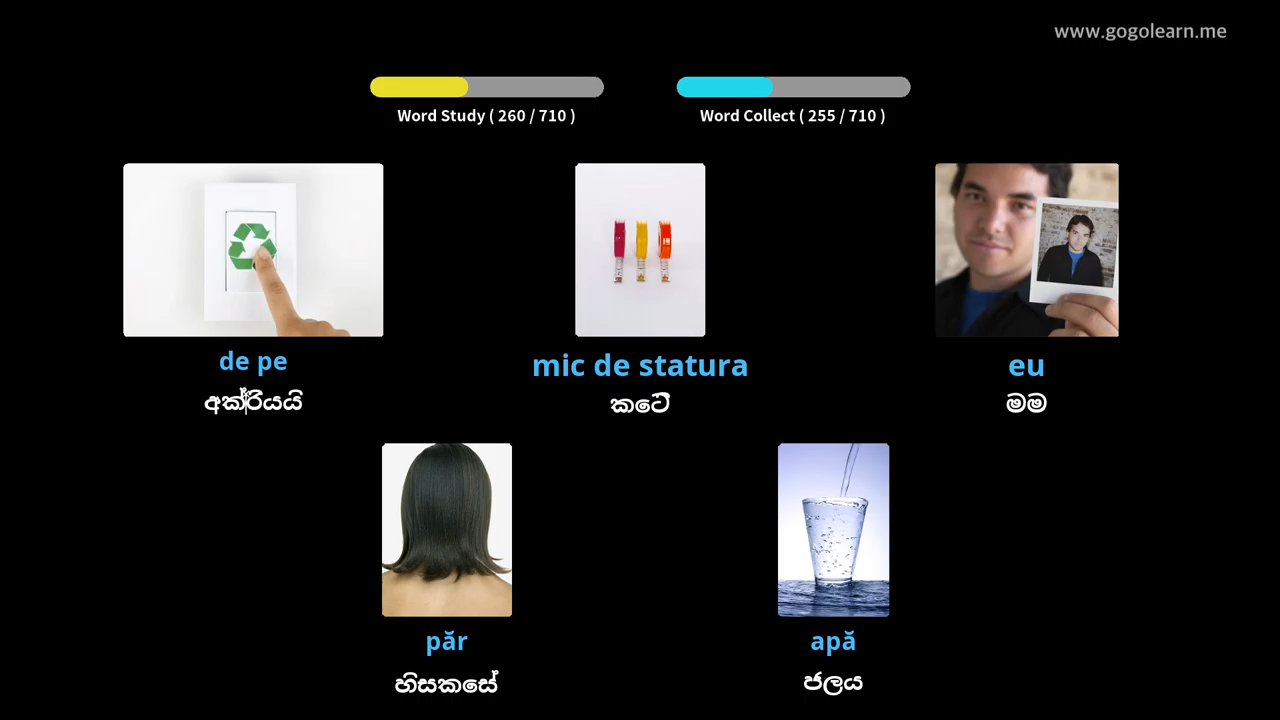 www.gogolearn.me
Word Study ( 260 / 710 )
Word Collect ( 255 / 710 )
de pe
අක්‍රියයි
mic de statura
කෙටේ
eu
මම
păr
හිසකෙස්
apă
ජලය